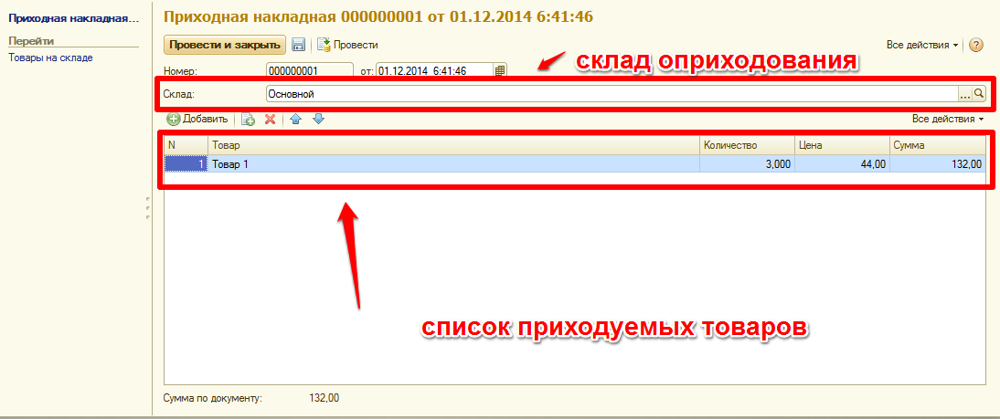 Приходная накладная...
Перейти
Товары на складе
Приходная накладная 000000001 от 01.12.2014 6:41:46
Провести и закрыть Провести Все действия ?
Номер: 000000001 от: 01.12.2014 6:41:46
склад оприходования
Склад: Основной ...
Добавить Все действия
N Товар Количество Цена Сумма
1 Товар 1 3,000 44,00 132,00
список приходуемых товаров
Сумма по документу: 132,00